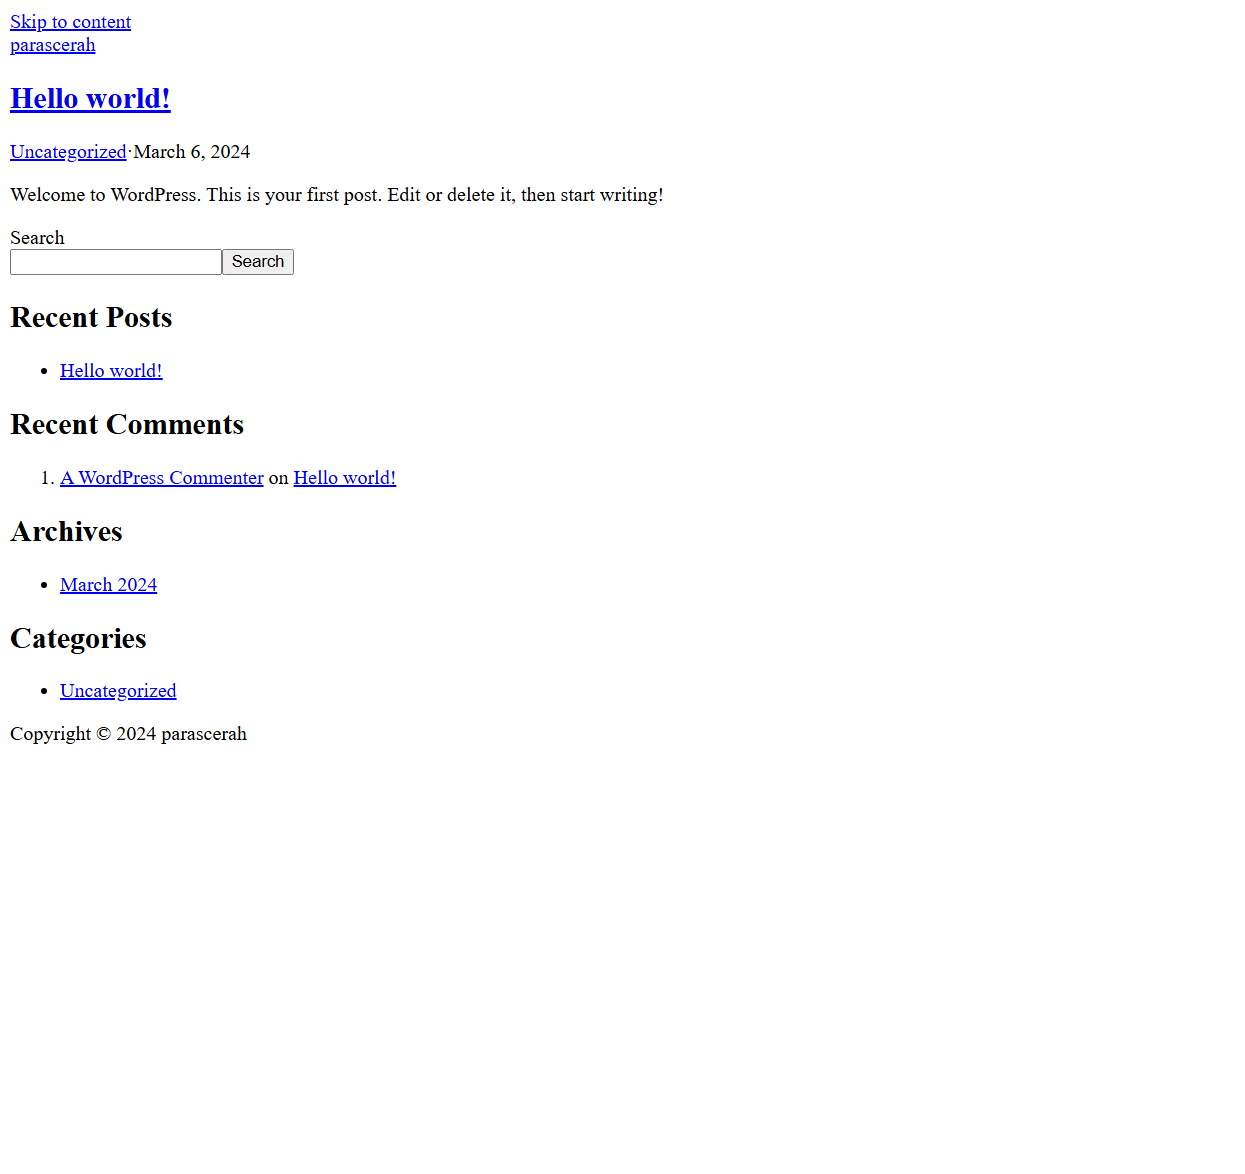 Skip to content
parascerah
Hello world!
Uncategorized·March 6, 2024
Welcome to WordPress. This is your first post. Edit or delete it, then start writing!
Search
Search
Recent Posts
Hello world!
Recent Comments
1. A WordPress Commenter on Hello world!
Archives
March 2024
Categories
Uncategorized
Copyright © 2024 parascerah